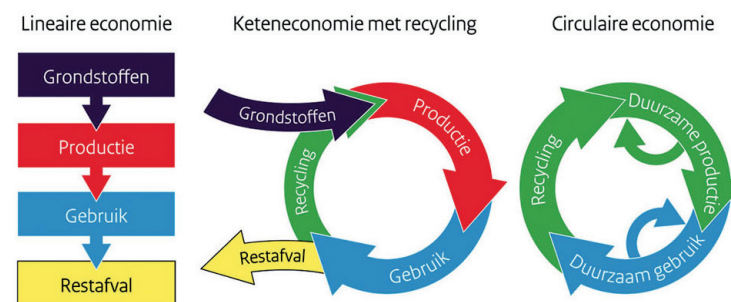 Lineaire economie
Grondstoffen
Productie
Gebruik
Restafval
Keteneconomie met recycling
Grondstoffen
Productie
Gebruik
Recycling
Restafval
Circulaire economie
Duurzame productie
Duurzaam gebruik
Recycling